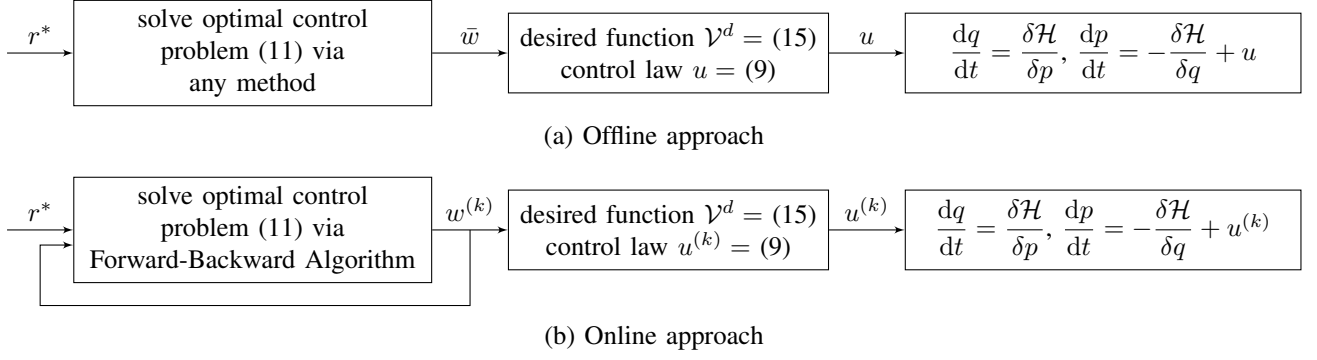 r*
solve optimal control
problem (11) via
any method
w̄
desired function 𝒱ᵈ = (15)
control law u = (9)
u
dq/dt = δℋ/δp, dp/dt = −δℋ/δq + u
(a) Offline approach
r*
solve optimal control
problem (11) via
Forward-Backward Algorithm
w⁽ᵏ⁾
desired function 𝒱ᵈ = (15)
control law u⁽ᵏ⁾ = (9)
u⁽ᵏ⁾
dq/dt = δℋ/δp, dp/dt = −δℋ/δq + u⁽ᵏ⁾
(b) Online approach